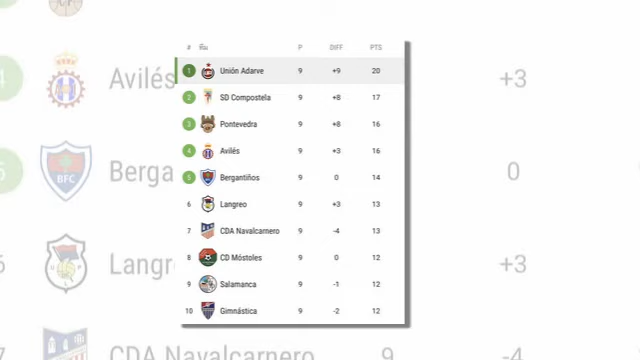 # ทีม P DIFF PTS
1 Unión Adarve 9 +9 20
2 SD Compostela 9 +8 17
3 Pontevedra 9 +8 16
4 Avilés 9 +3 16
5 Bergantiños 9 0 14
6 Langreo 9 +3 13
7 CDA Navalcarnero 9 -4 13
8 CD Móstoles 9 0 12
9 Salamanca 9 -1 12
10 Gimnástica 9 -2 12
Avilés +3
Berga 0
Langr +3
CDA Navalcarnero 9 -4